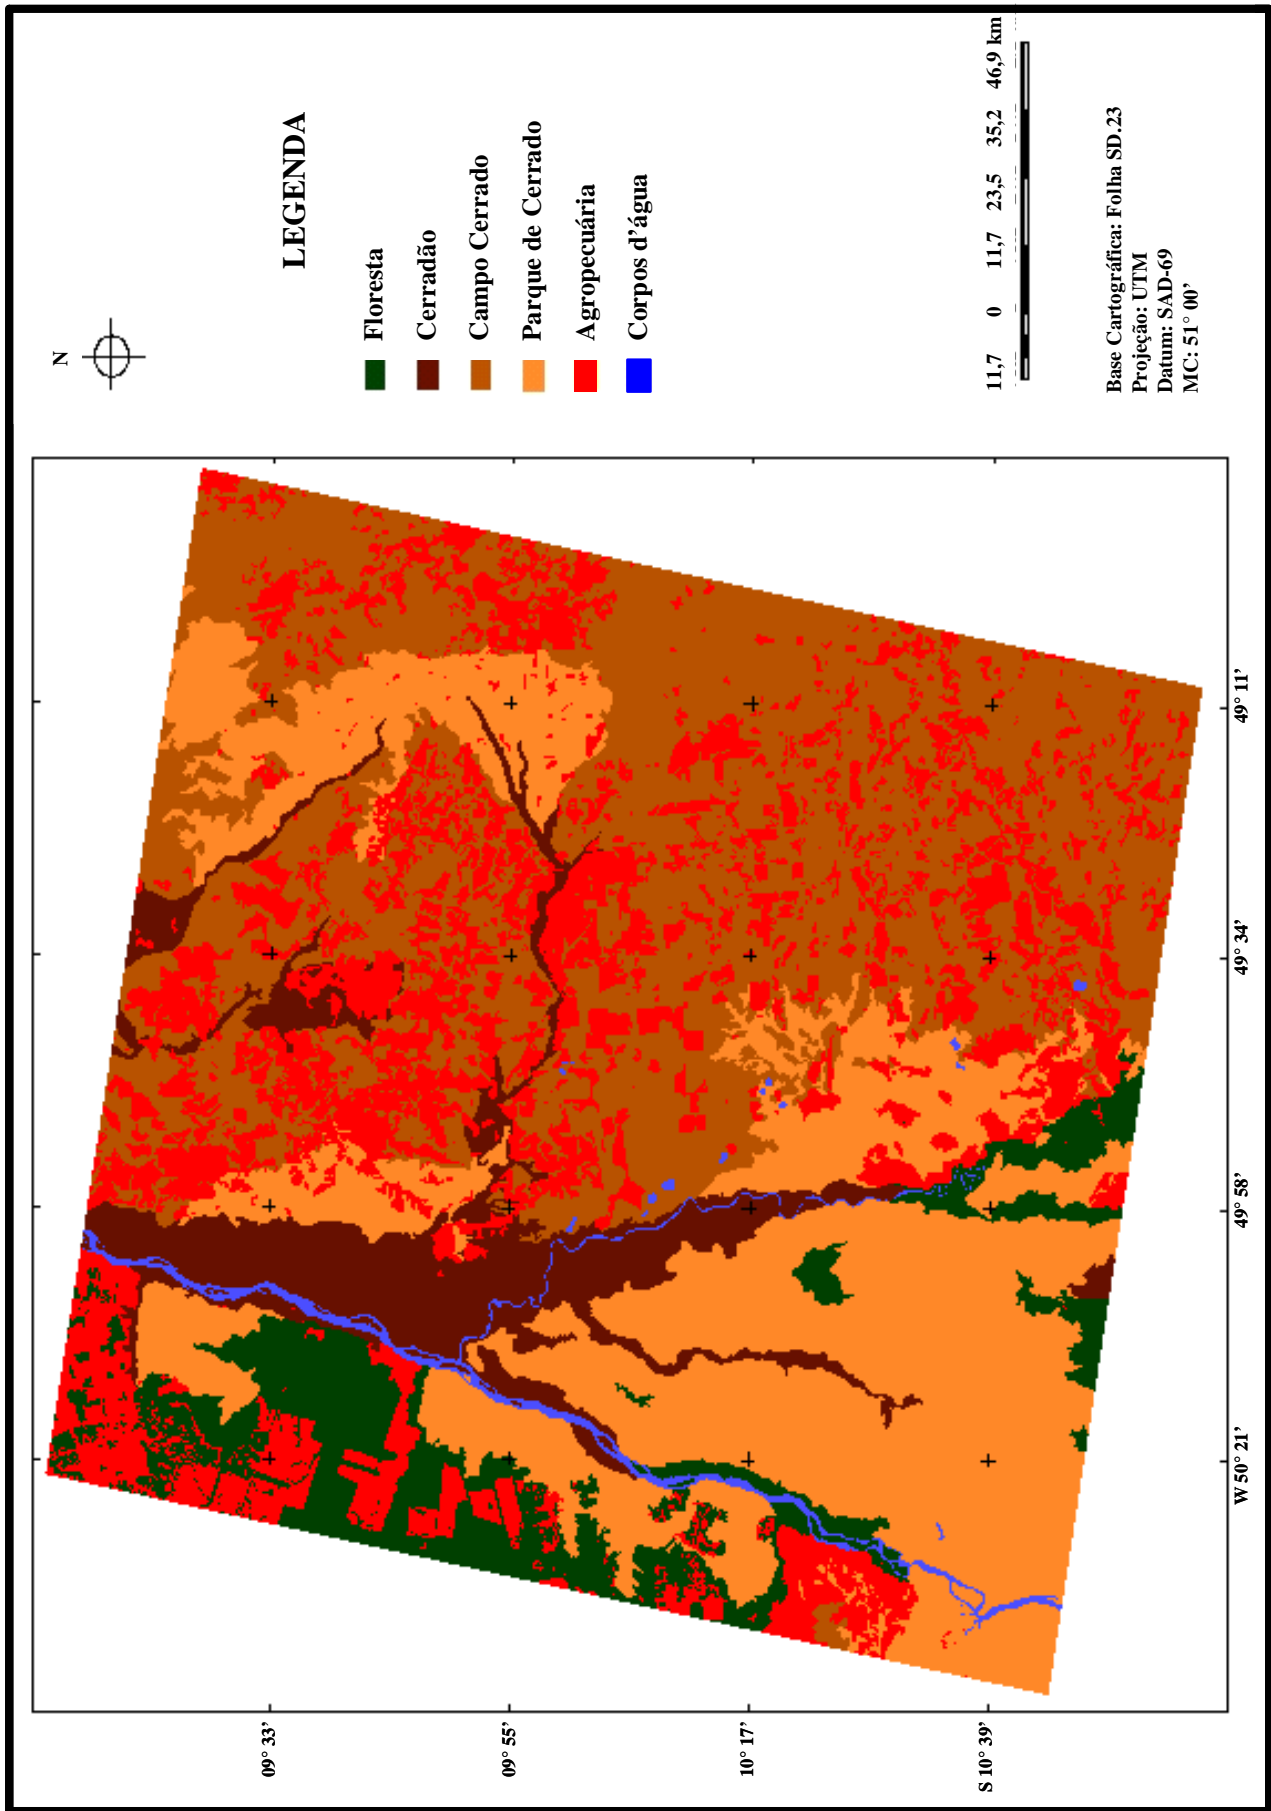 N
LEGENDA
Floresta
Cerradão
Campo Cerrado
Parque de Cerrado
Agropecuária
Corpos d’água
11,7 0 11,7 23,5 35,2 46,9 km
Base Cartográfica: Folha SD.23
Projeção: UTM
Datum: SAD-69
MC: 51° 00’
09° 33’
09° 55’
10° 17’
S 10° 39’
W 50° 21’
49° 58’
49° 34’
49° 11’